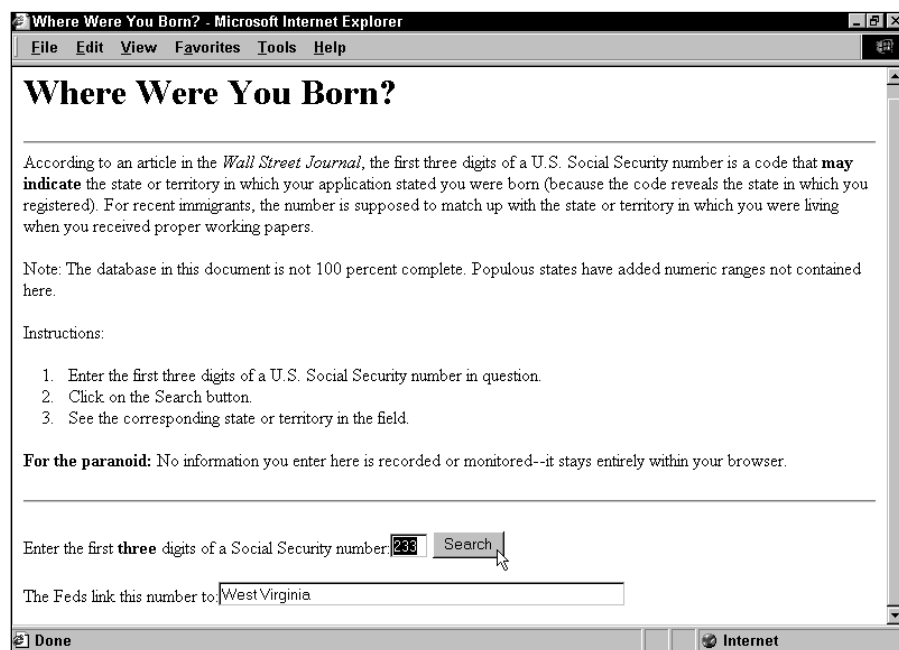 Where Were You Born? - Microsoft Internet Explorer
File Edit View Favorites Tools Help
Where Were You Born?
According to an article in the Wall Street Journal, the first three digits of a U.S. Social Security number is a code that may
indicate the state or territory in which your application stated you were born (because the code reveals the state in which you
registered). For recent immigrants, the number is supposed to match up with the state or territory in which you were living
when you received proper working papers.
Note: The database in this document is not 100 percent complete. Populous states have added numeric ranges not contained
here.
Instructions:
1. Enter the first three digits of a U.S. Social Security number in question.
2. Click on the Search button.
3. See the corresponding state or territory in the field.
For the paranoid: No information you enter here is recorded or monitored--it stays entirely within your browser.
Enter the first three digits of a Social Security number: 233 Search
The Feds link this number to: West Virginia
Done Internet